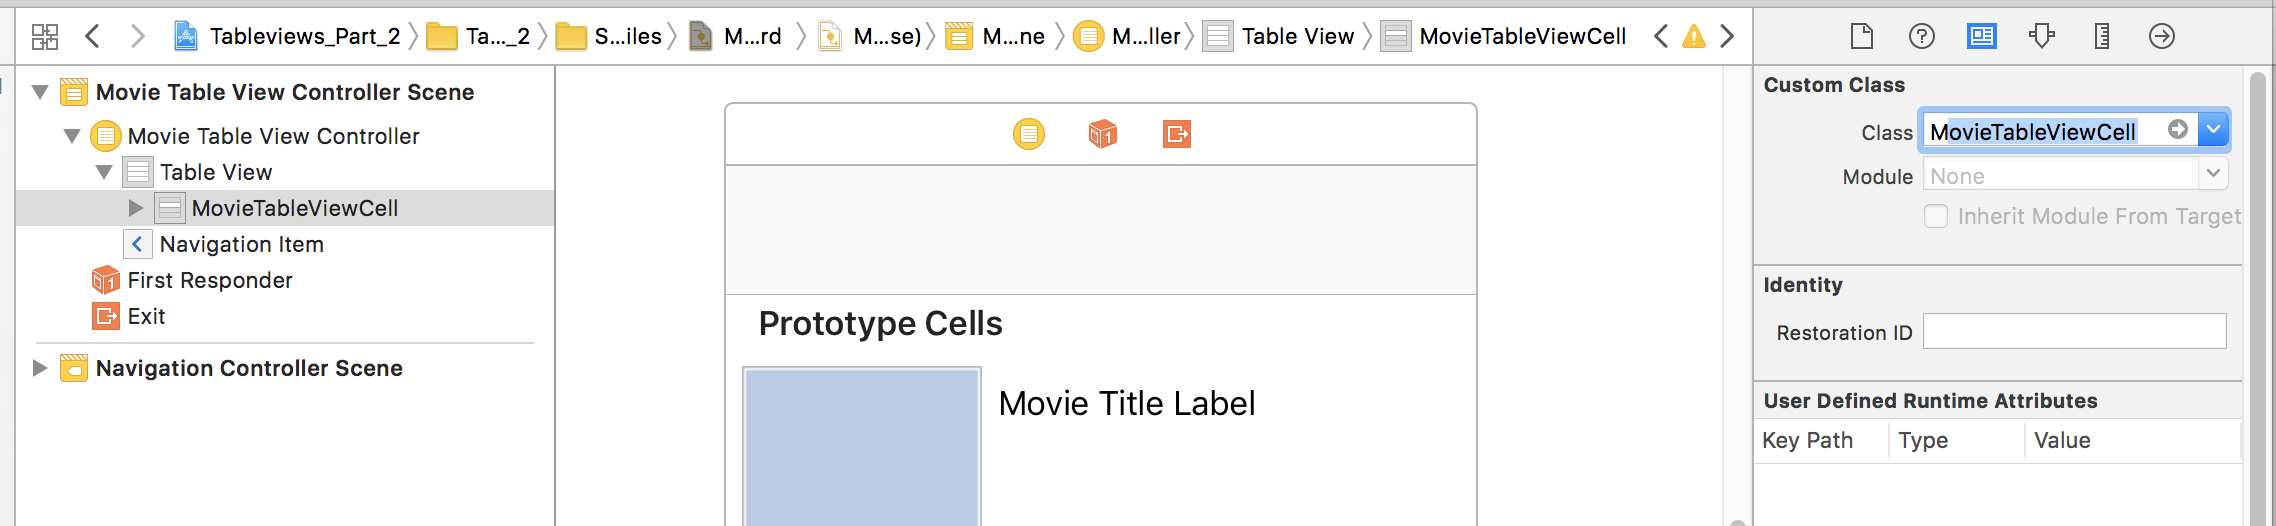 Tableviews_Part_2 Ta..._2 S...iles M...rd M...se) M...ne M...ller Table View MovieTableViewCell
Movie Table View Controller Scene
Movie Table View Controller
Table View
MovieTableViewCell
Navigation Item
First Responder
Exit
Navigation Controller Scene
Prototype Cells
Movie Title Label
Custom Class
Class MovieTableViewCell
Module None
Inherit Module From Target
Identity
Restoration ID
User Defined Runtime Attributes
Key Path Type Value